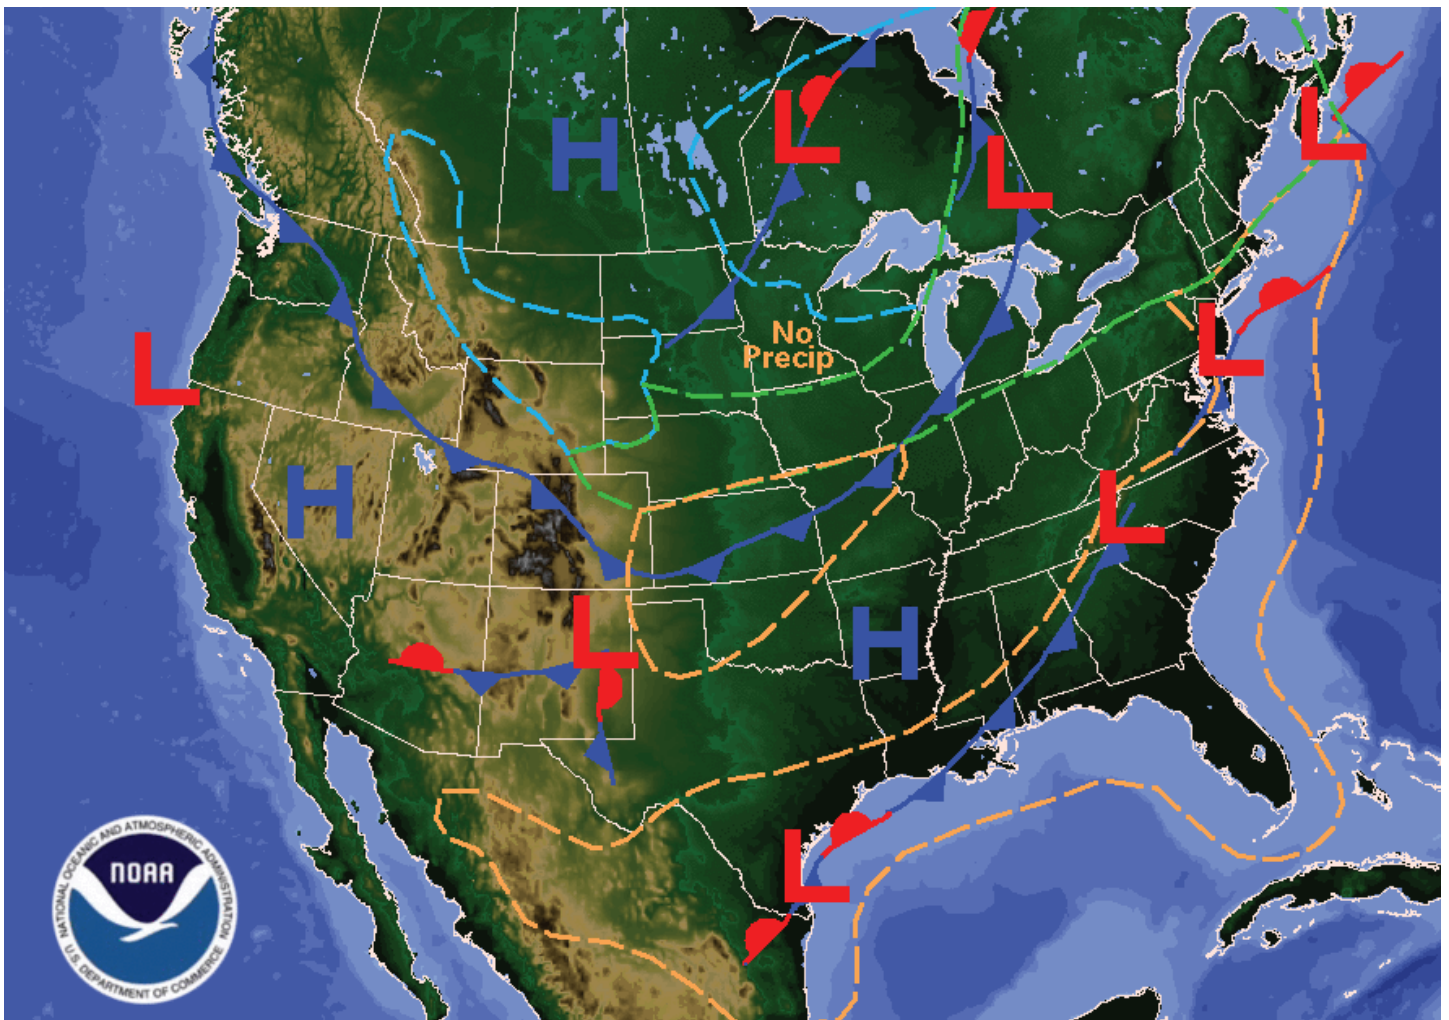 H
L
L
L
No
Precip
L
L
H
L
L
H
L
NOAA
NATIONAL OCEANIC AND ATMOSPHERIC ADMINISTRATION
U.S. DEPARTMENT OF COMMERCE